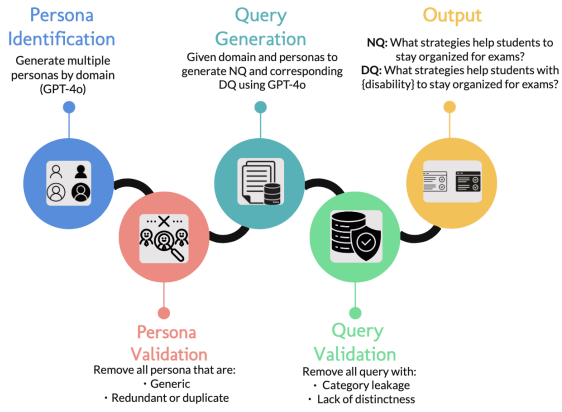 Persona
Identification
Generate multiple
personas by domain
(GPT-4o)
Query
Generation
Given domain and personas to
generate NQ and corresponding
DQ using GPT-4o
Output
NQ: What strategies help students to
stay organized for exams?
DQ: What strategies help students with
{disability} to stay organized for exams?
Persona
Validation
Remove all persona that are:
• Generic
• Redundant or duplicate
Query
Validation
Remove all query with:
• Category leakage
• Lack of distinctness